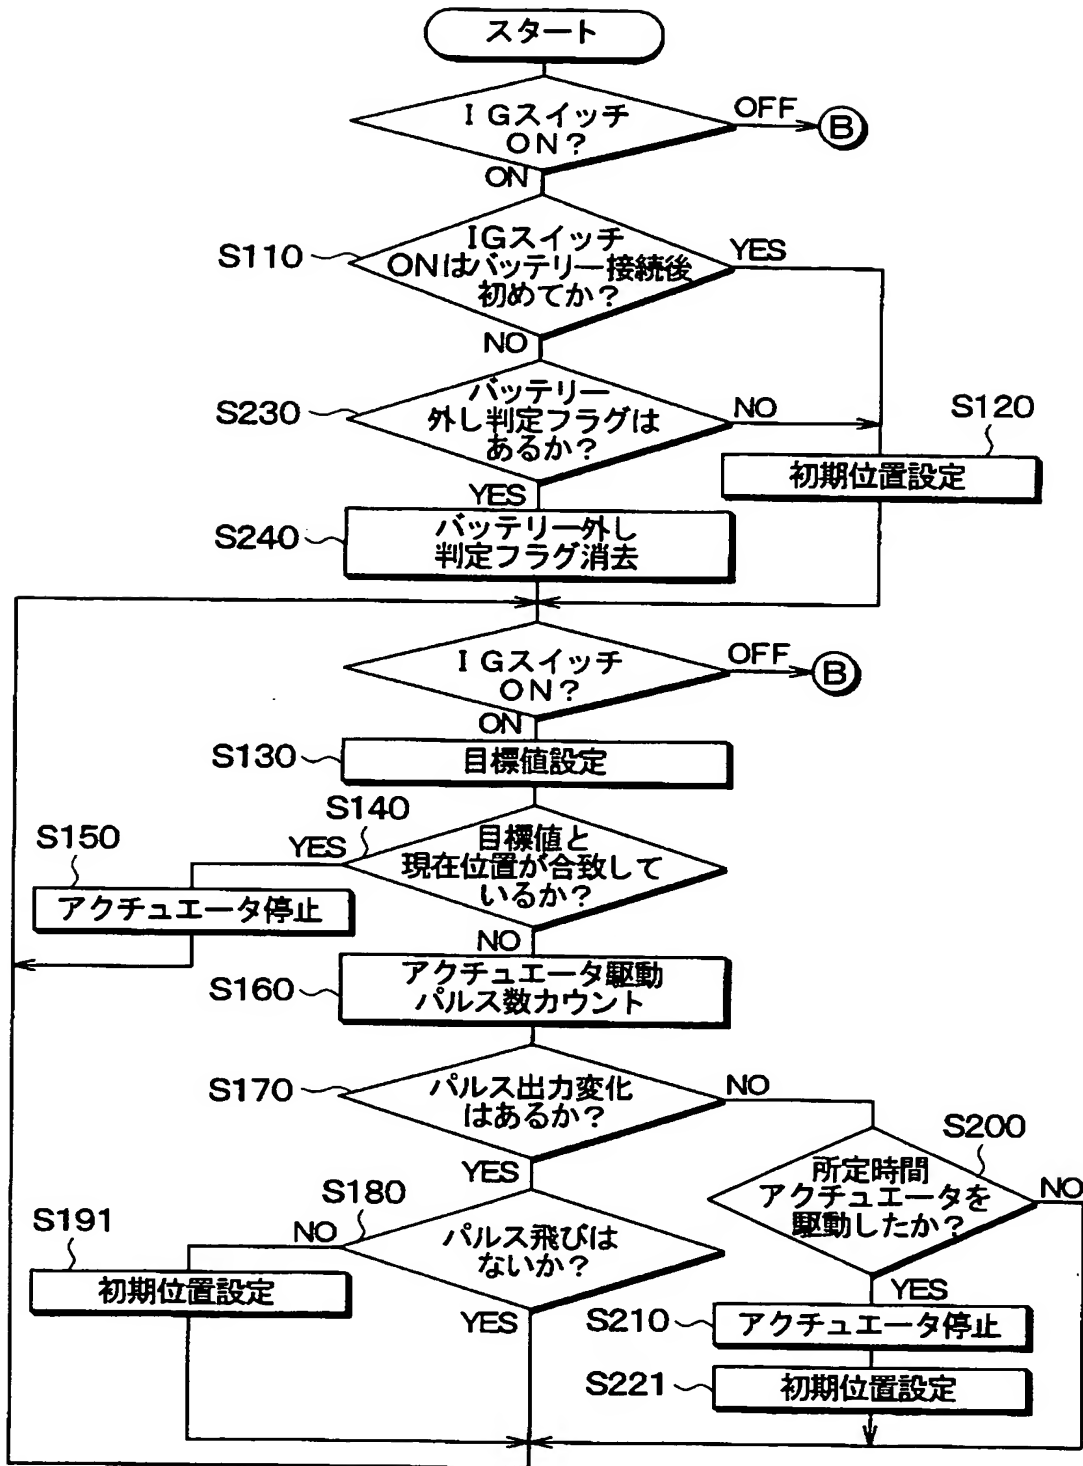 スタート
IGスイッチ
ON?
OFF
B
ON
S110
IGスイッチ
ONはバッテリー接続後
初めてか?
YES
NO
S230
バッテリー
外し判定フラグは
あるか?
NO
S120
初期位置設定
YES
S240
バッテリー外し
判定フラグ消去
IGスイッチ
ON?
OFF
B
ON
S130
目標値設定
S140
目標値と
現在位置が合致して
いるか?
YES
S150
アクチュエータ停止
NO
S160
アクチュエータ駆動
パルス数カウント
S170
パルス出力変化
はあるか?
NO
YES
S200
所定時間
アクチュエータを
駆動したか?
NO
S180
パルス飛びは
ないか?
NO
S191
初期位置設定
YES
YES
S210
アクチュエータ停止
S221
初期位置設定